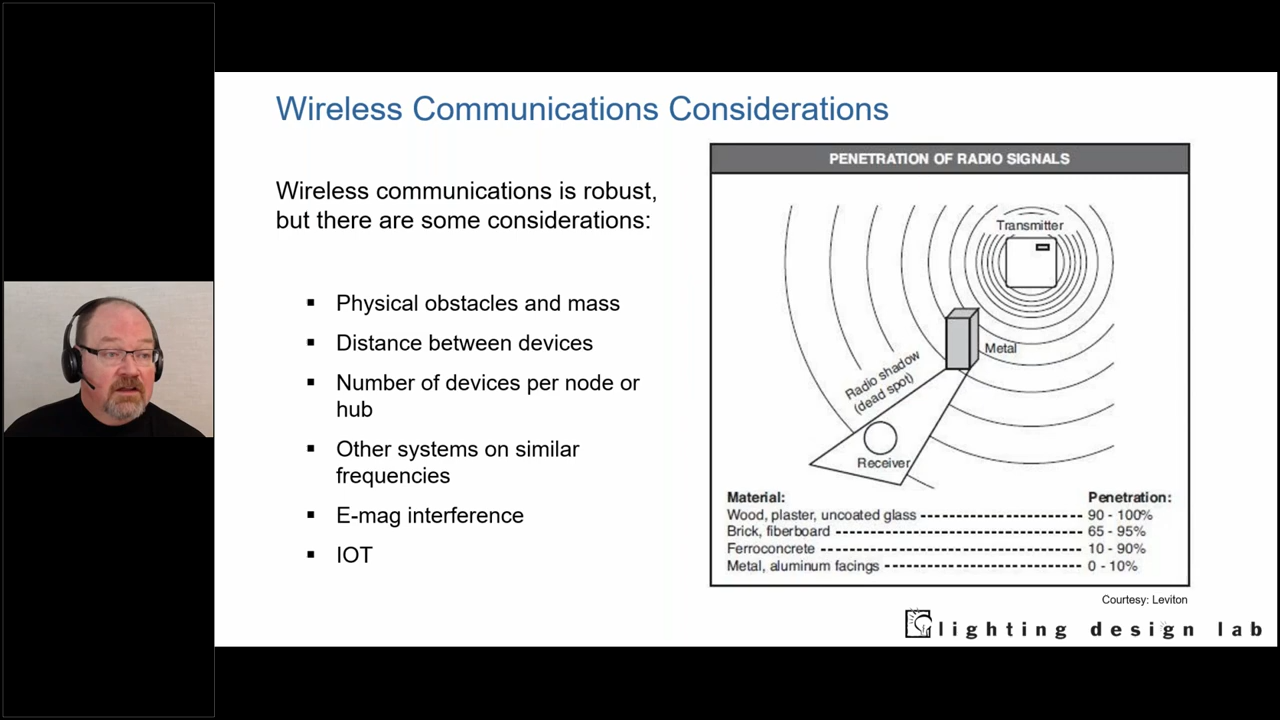 Wireless Communications Considerations
Wireless communications is robust,
but there are some considerations:
▪ Physical obstacles and mass
▪ Distance between devices
▪ Number of devices per node or
hub
▪ Other systems on similar
frequencies
▪ E-mag interference
▪ IOT
PENETRATION OF RADIO SIGNALS
Transmitter
Metal
Radio shadow
(dead spot)
Receiver
Material: Penetration:
Wood, plaster, uncoated glass 90 - 100%
Brick, fiberboard 65 - 95%
Ferroconcrete 10 - 90%
Metal, aluminum facings 0 - 10%
Courtesy: Leviton
lighting design lab